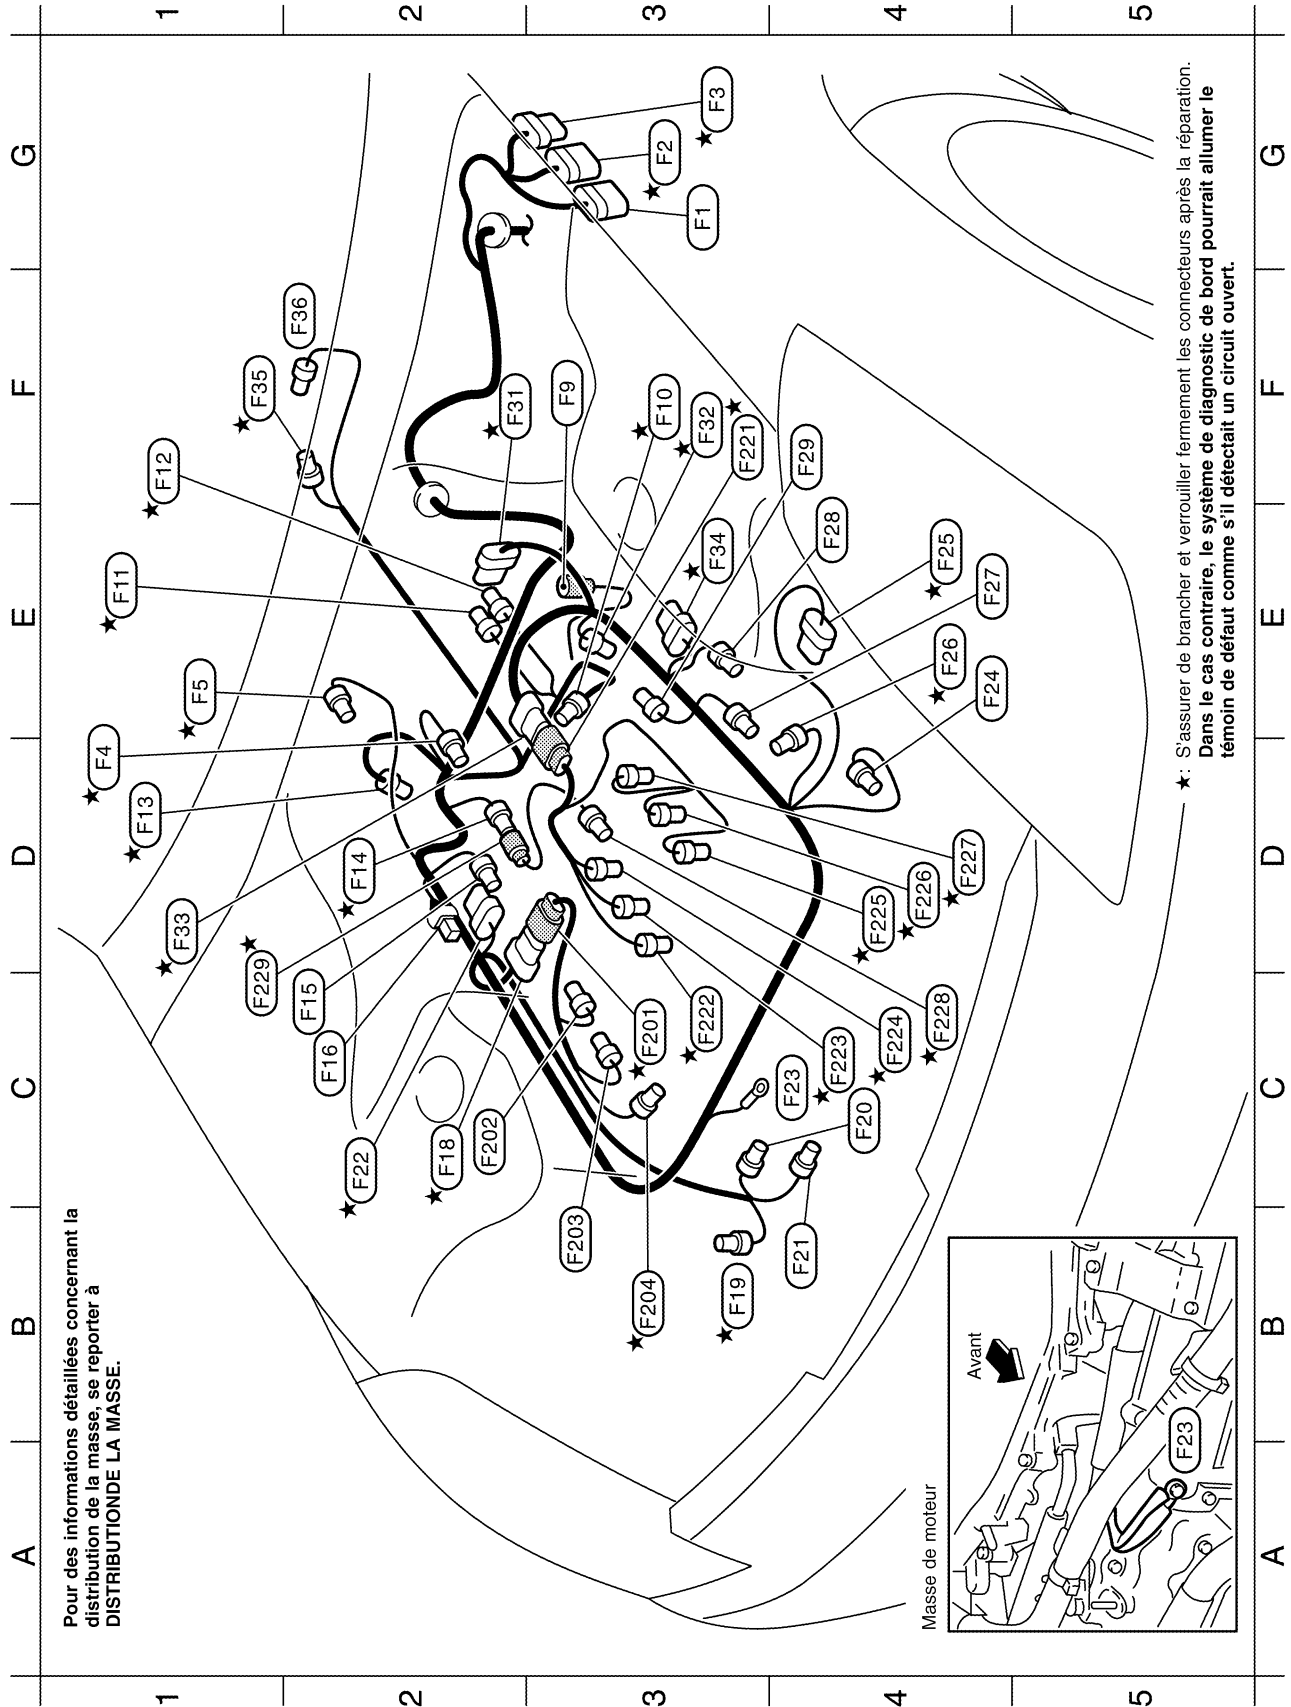 Pour des informations détaillées concernant la
distribution de la masse, se reporter à
DISTRIBUTIONDE LA MASSE.
A B C D E F G
1
2
3
4
5
★F11
★F12
★F35
F36
★F4
★F5
★F13
★F33
★F229
★F14
F15
F16
★F22
★F18
F202
F203
★F204
★F19
F21
F20
F23
★F201
★F222
★F223
★F224
★F228
★F225
★F226
★F227
F24
★F26
F27
★F25
F28
F29
★F34
★F221
★F32
★F10
F9
★F31
F1
★F2
★F3
Masse de moteur
Avant
F23
★: S'assurer de brancher et verrouiller fermement les connecteurs après la réparation.
Dans le cas contraire, le système de diagnostic de bord pourrait allumer le
témoin de défaut comme s'il détectait un circuit ouvert.
A B C D E F G
1
2
3
4
5